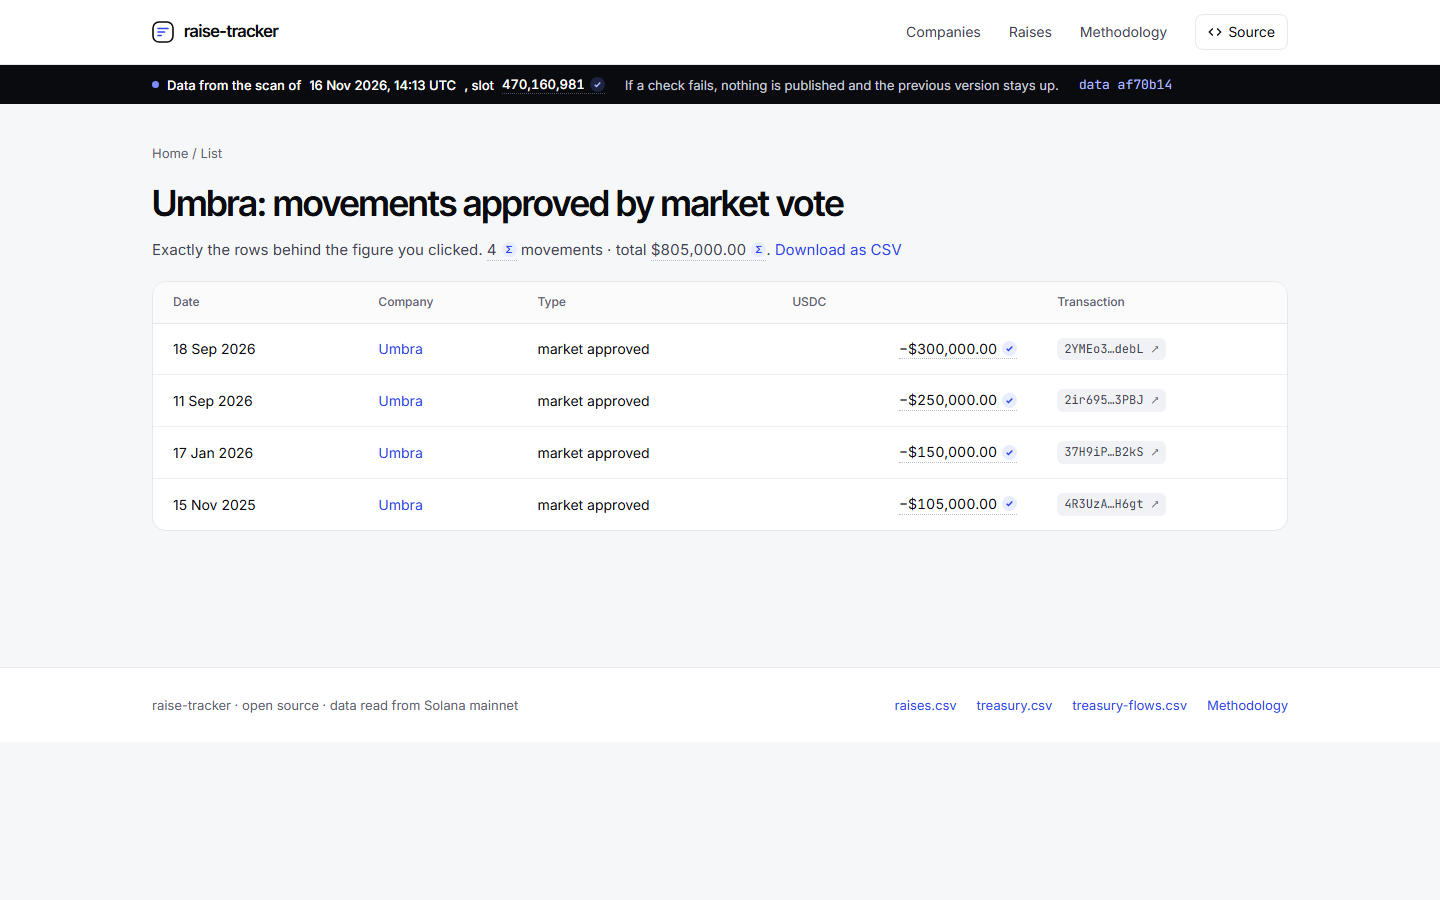 raise-tracker
Companies Raises Methodology <> Source
Data from the scan of 16 Nov 2026, 14:13 UTC , slot 470,160,981 ✓ If a check fails, nothing is published and the previous version stays up. data af70b14
Home / List
Umbra: movements approved by market vote
Exactly the rows behind the figure you clicked. 4 Σ movements · total $805,000.00 Σ . Download as CSV
Date Company Type USDC Transaction
18 Sep 2026 Umbra market approved −$300,000.00 ✓ 2YMEo3…debL ↗
11 Sep 2026 Umbra market approved −$250,000.00 ✓ 2ir695…3PBJ ↗
17 Jan 2026 Umbra market approved −$150,000.00 ✓ 37H9iP…B2kS ↗
15 Nov 2025 Umbra market approved −$105,000.00 ✓ 4R3UzA…H6gt ↗
raise-tracker · open source · data read from Solana mainnet
raises.csv treasury.csv treasury-flows.csv Methodology